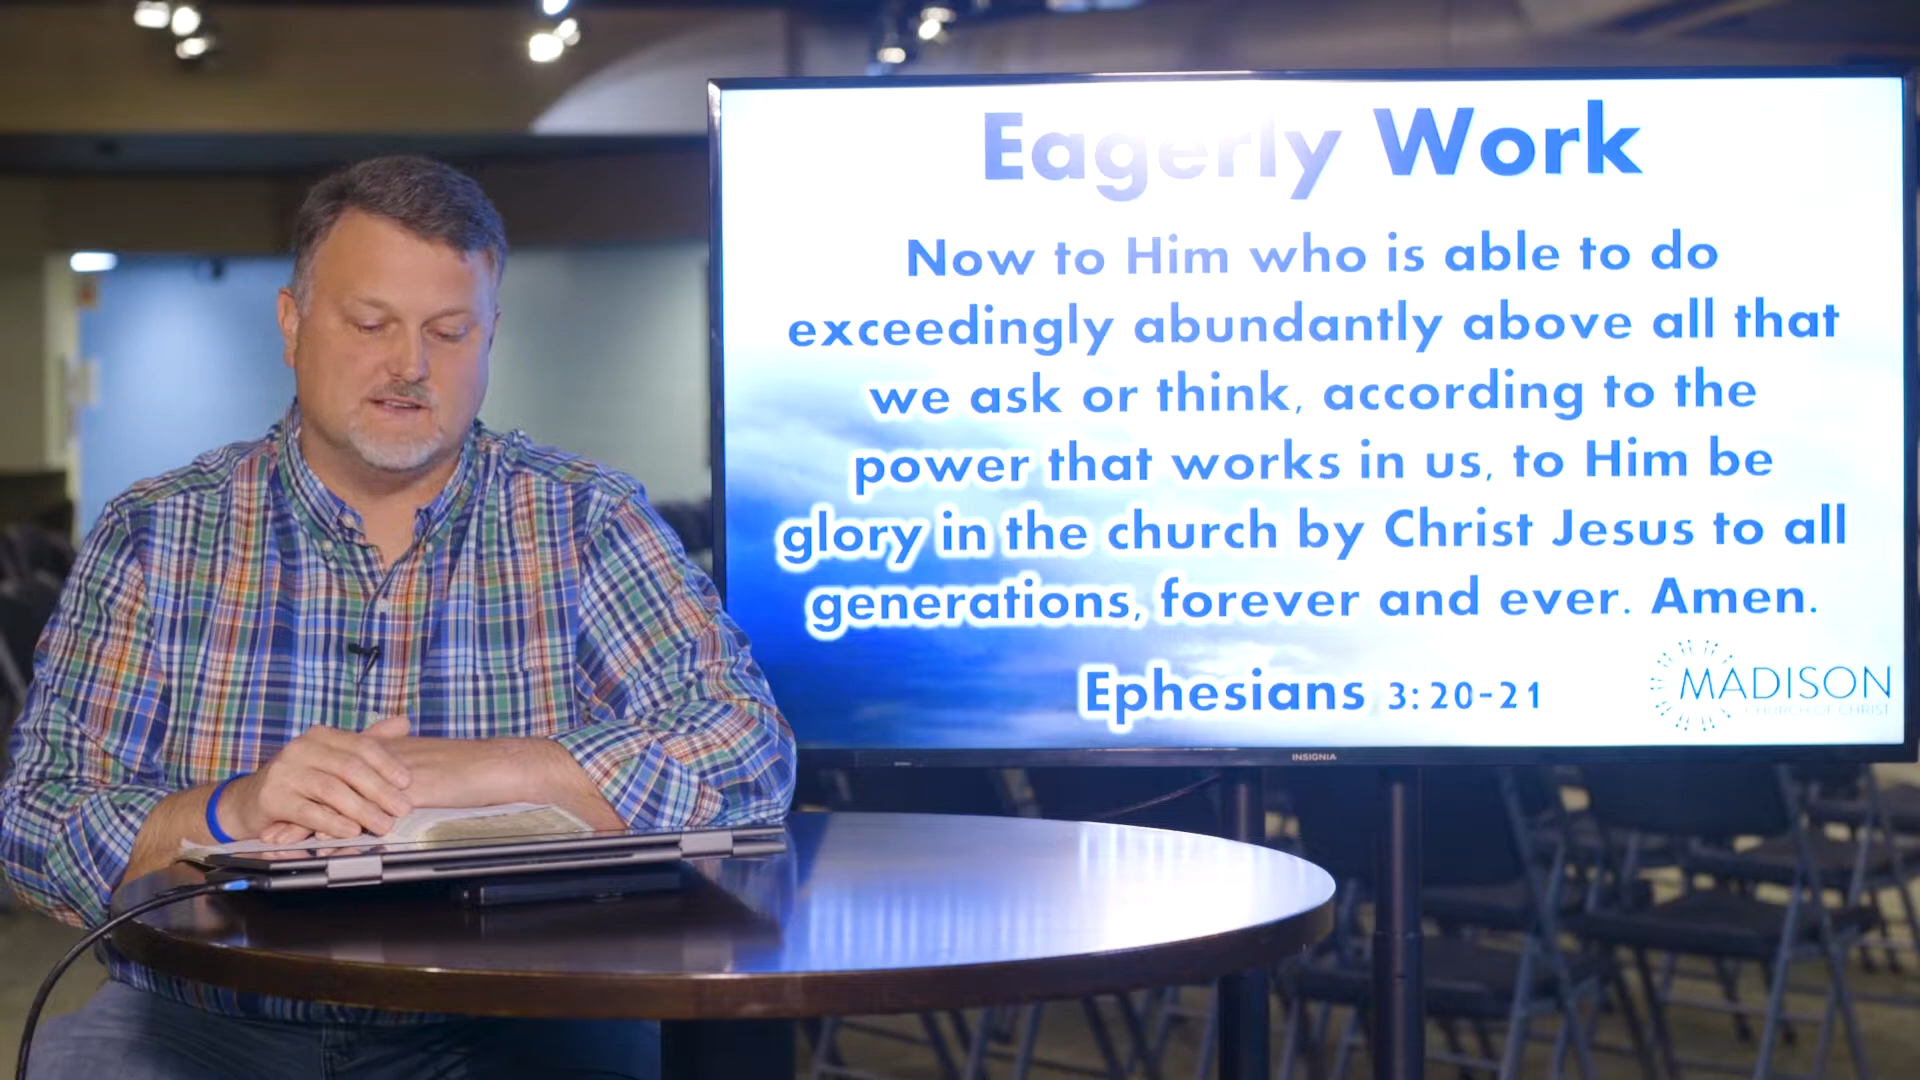 Eagerly Work
Now to Him who is able to do
exceedingly abundantly above all that
we ask or think, according to the
power that works in us, to Him be
glory in the church by Christ Jesus to all
generations, forever and ever. Amen.
Ephesians 3:20-21
MADISON
CHURCH OF CHRIST
INSIGNIA